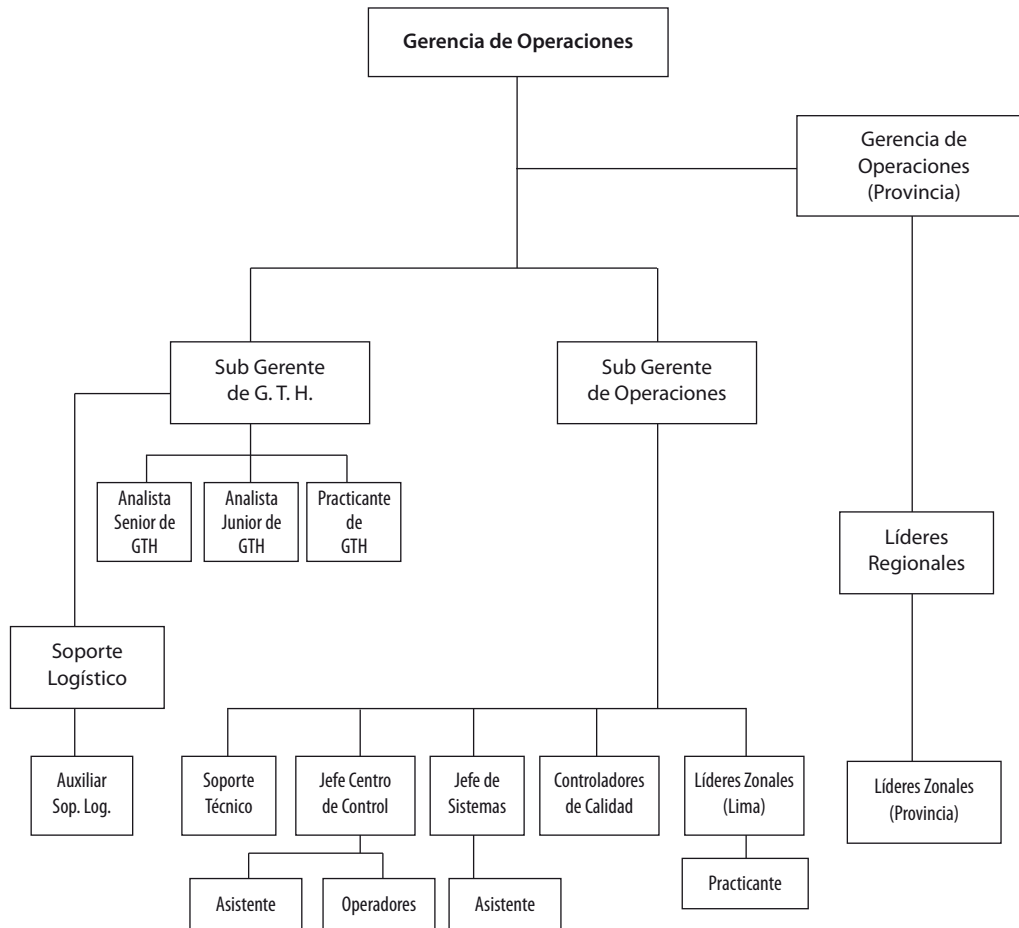 Gerencia de Operaciones
Gerencia de
Operaciones
(Provincia)
Sub Gerente
de G. T. H.
Sub Gerente
de Operaciones
Analista
Senior de
GTH
Analista
Junior de
GTH
Practicante
de
GTH
Líderes
Regionales
Soporte
Logístico
Auxiliar
Sop. Log.
Soporte
Técnico
Jefe Centro
de Control
Jefe de
Sistemas
Controladores
de Calidad
Líderes Zonales
(Lima)
Líderes Zonales
(Provincia)
Asistente
Operadores
Asistente
Practicante